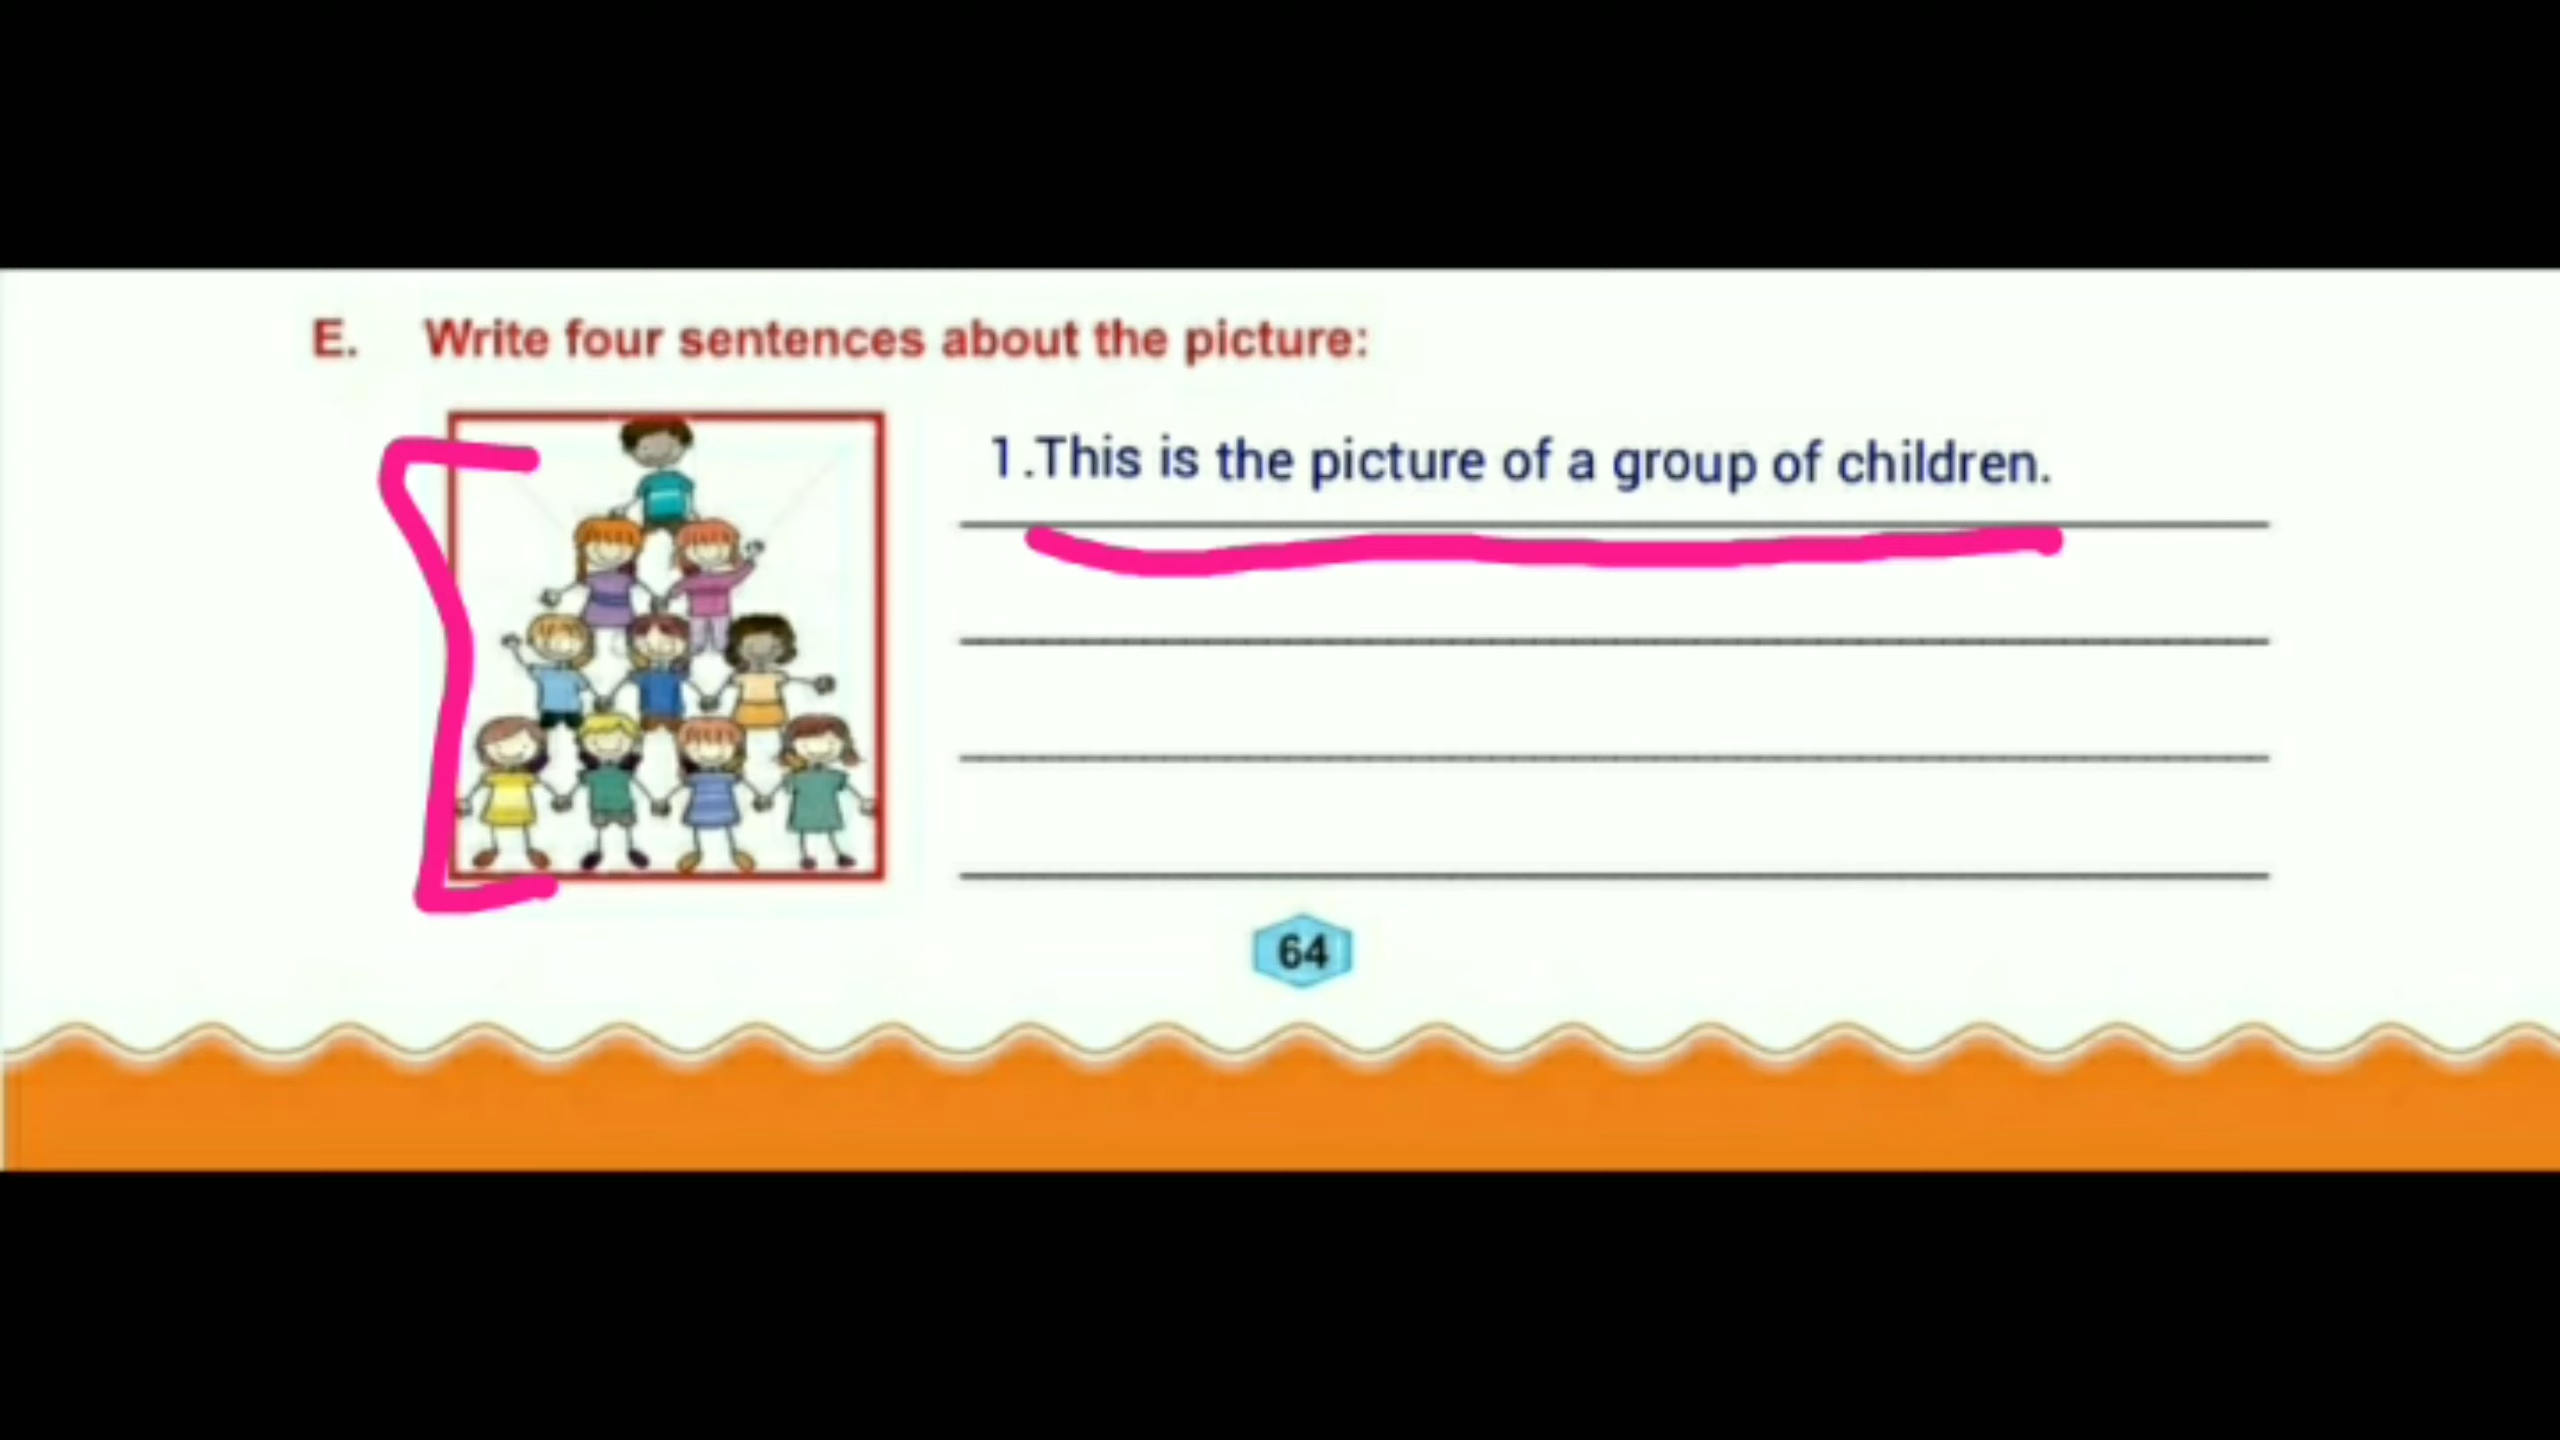 E. Write four sentences about the picture:
1.This is the picture of a group of children.
64